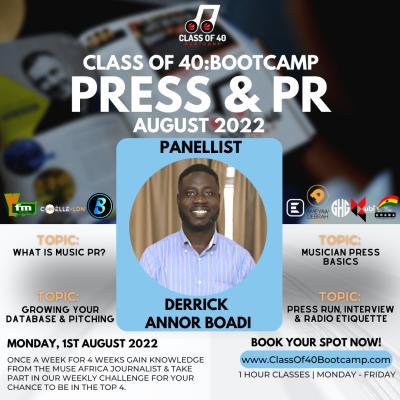 CLASS OF 40
BOOTCAMP
CLASS OF 40:BOOTCAMP
PRESS & PR
AUGUST 2022
PANELLIST
fm
B
E
GHG
TOPIC:
WHAT IS MUSIC PR?
TOPIC:
MUSICIAN PRESS
BASICS
TOPIC:
GROWING YOUR
DATABASE & PITCHING
TOPIC:
PRESS RUN, INTERVIEW
& RADIO ETIQUETTE
DERRICK
ANNOR BOADI
MONDAY, 1ST AUGUST 2022
ONCE A WEEK FOR 4 WEEKS GAIN KNOWLEDGE
FROM THE MUSE AFRICA JOURNALIST & TAKE
PART IN OUR WEEKLY CHALLENGE FOR YOUR
CHANCE TO BE IN THE TOP 4.
BOOK YOUR SPOT NOW!
www.ClassOf40Bootcamp.com
1 HOUR CLASSES | MONDAY - FRIDAY